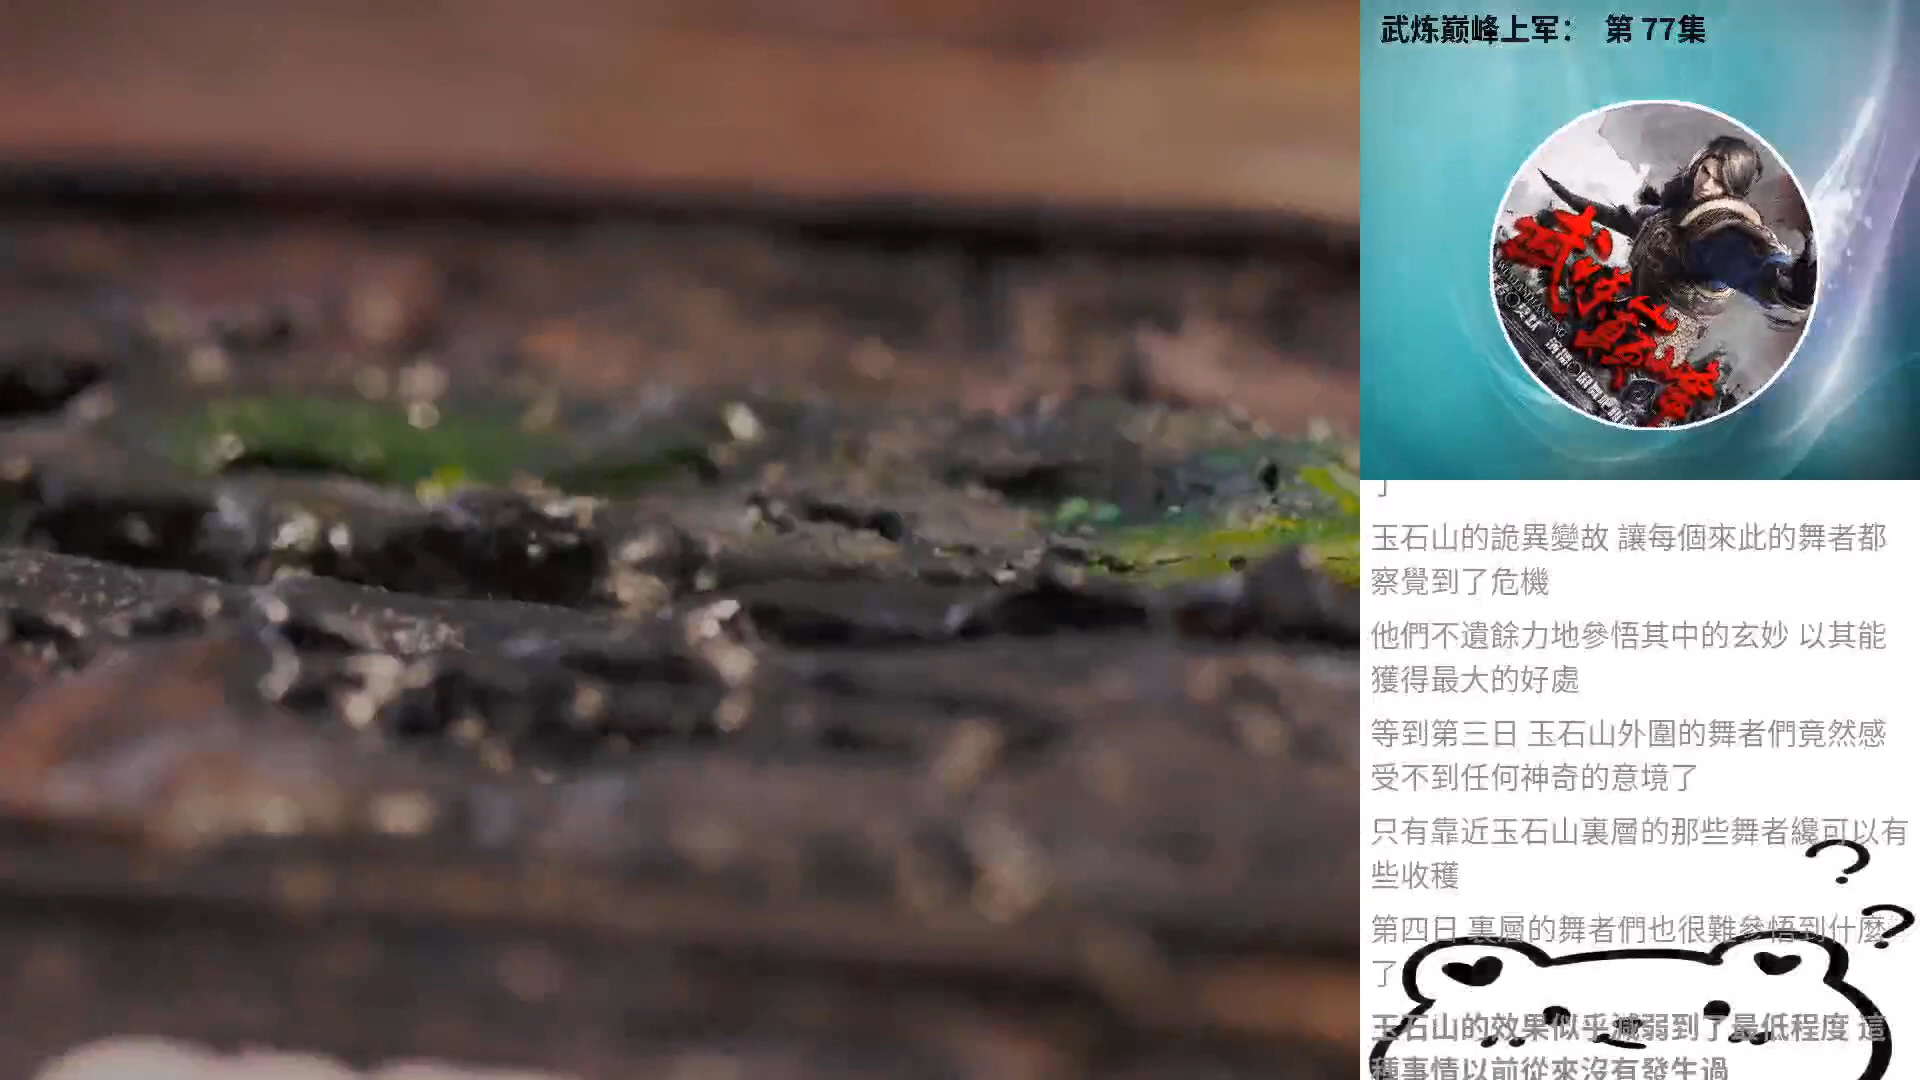 武炼巅峰上军： 第 77集
了
玉石山的詭異變故 讓每個來此的舞者都
察覺到了危機
他們不遺餘力地參悟其中的玄妙 以其能
獲得最大的好處
等到第三日 玉石山外圍的舞者們竟然感
受不到任何神奇的意境了
只有靠近玉石山裏層的那些舞者纔可以有
些收穫
第四日 裏層的舞者們也很難參悟到什麼
了
玉石山的效果似乎減弱到了最低程度 這
種事情以前從來沒有發生過